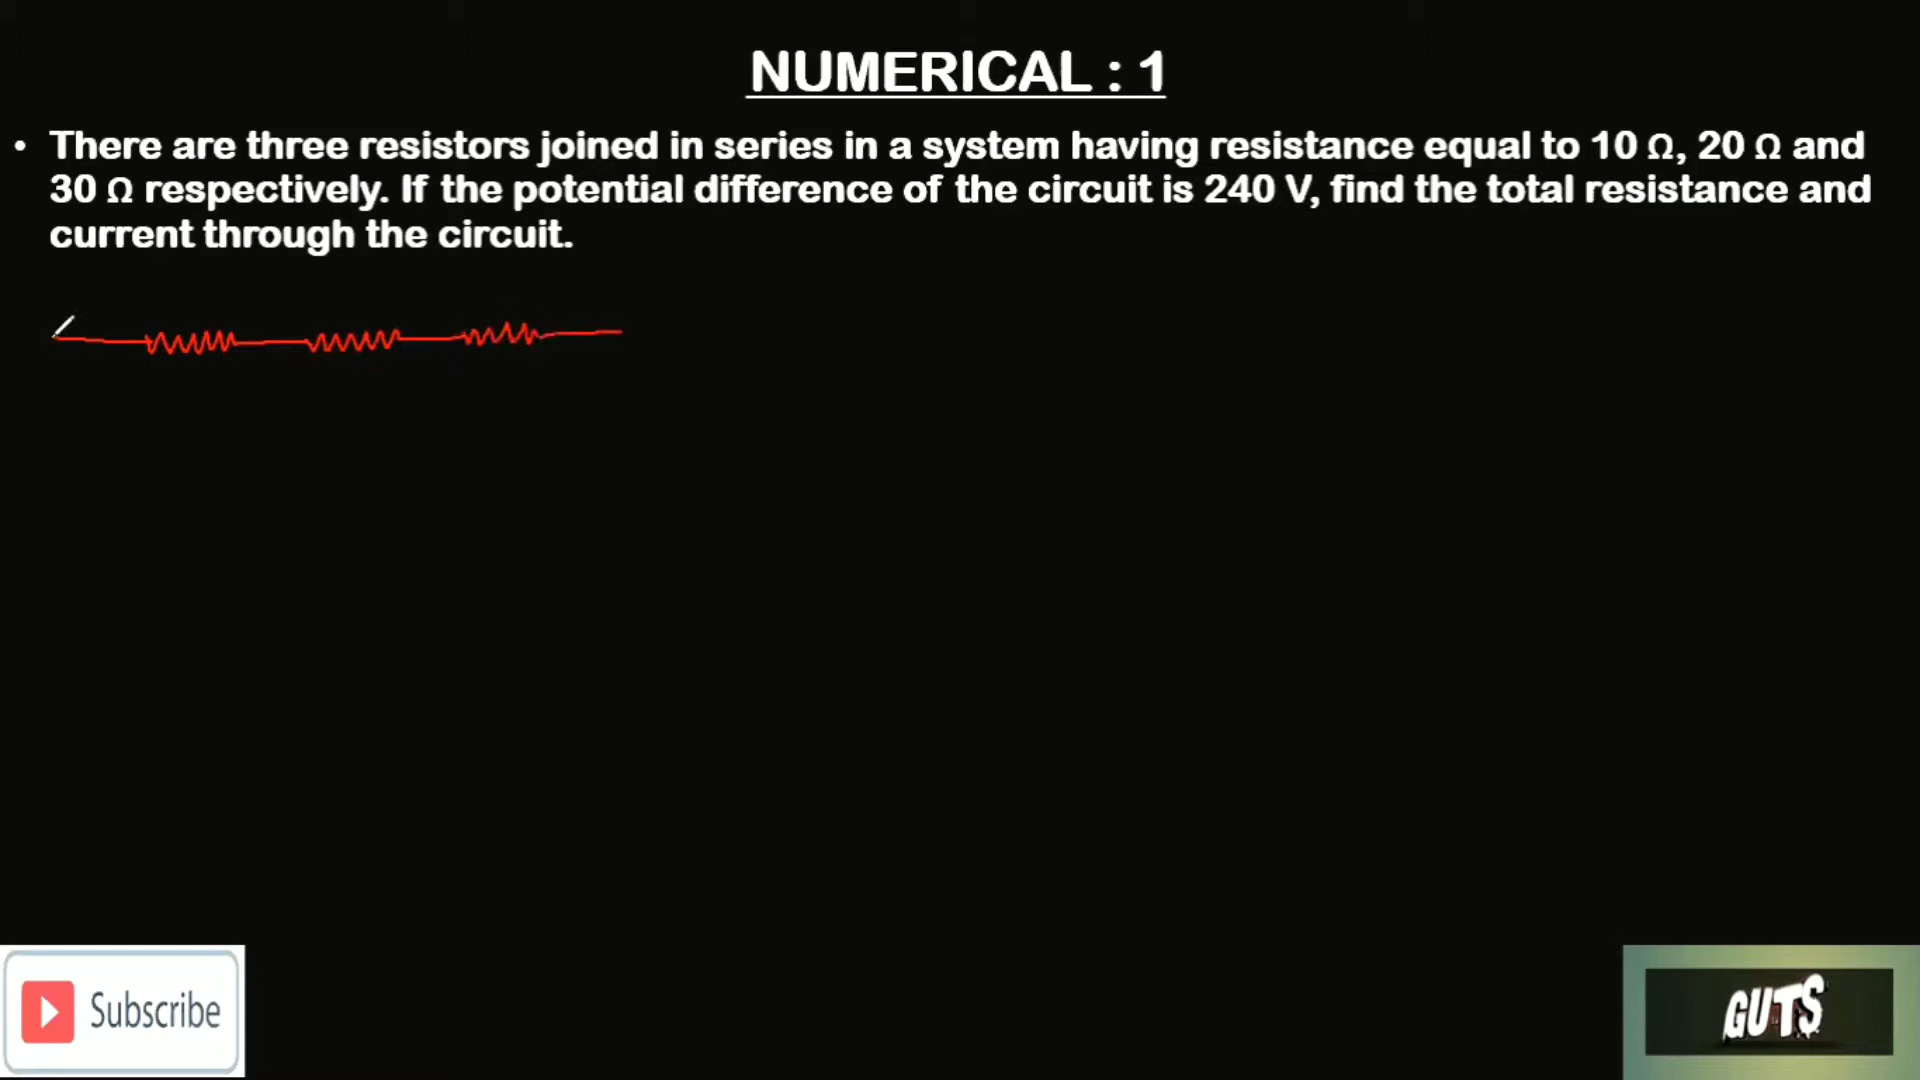 NUMERICAL : 1
• There are three resistors joined in series in a system having resistance equal to 10 Ω, 20 Ω and
30 Ω respectively. If the potential difference of the circuit is 240 V, find the total resistance and
current through the circuit.
Subscribe
GUTS